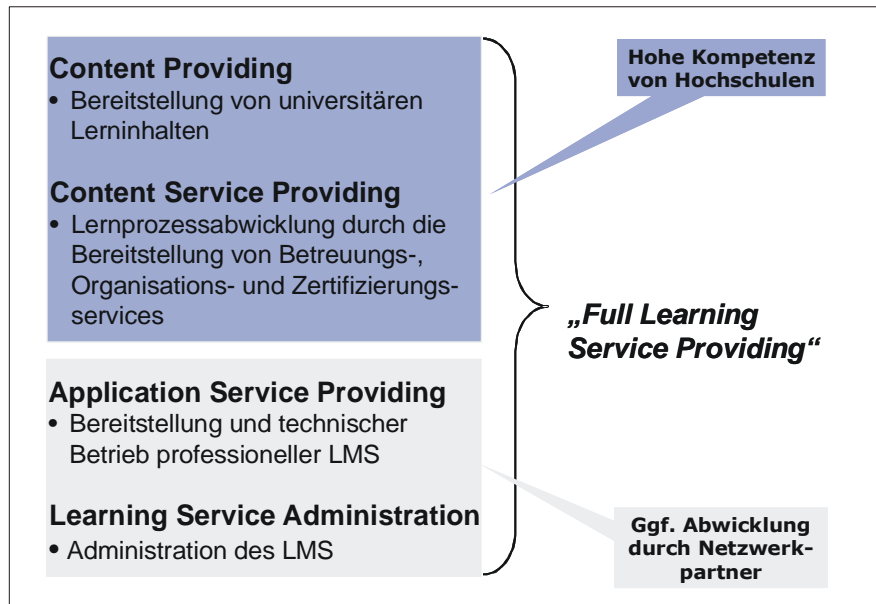 Content Providing
• Bereitstellung von universitären
Lerninhalten
Content Service Providing
• Lernprozessabwicklung durch die
Bereitstellung von Betreuungs-,
Organisations- und Zertifizierungs-
services
Application Service Providing
• Bereitstellung und technischer
Betrieb professioneller LMS
Learning Service Administration
• Administration des LMS
Hohe Kompetenz
von Hochschulen
„Full Learning
Service Providing“
Ggf. Abwicklung
durch Netzwerk-
partner